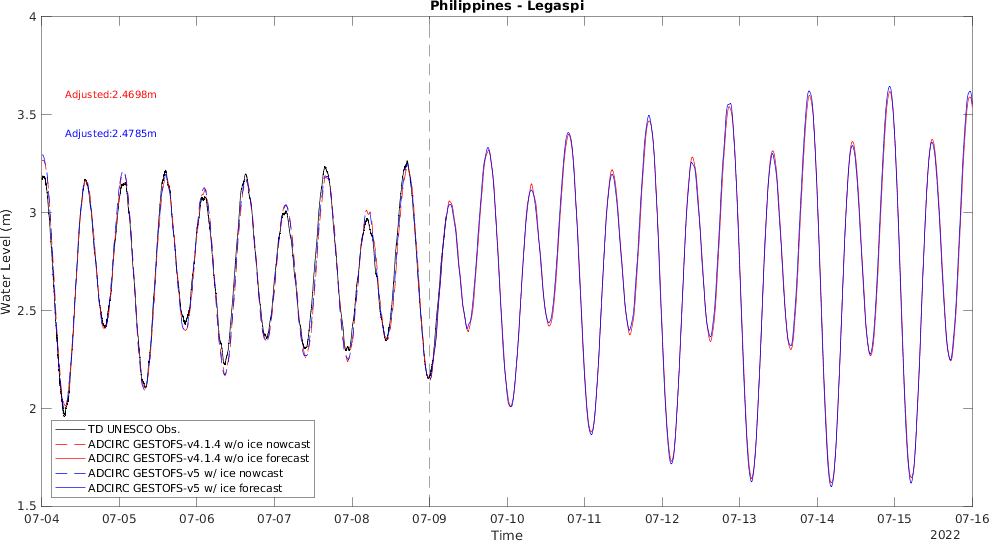 Philippines - Legaspi
4
3.5
3
2.5
2
1.5
Water Level (m)
Adjusted:2.4698m
Adjusted:2.4785m
TD UNESCO Obs.
ADCIRC GESTOFS-v4.1.4 w/o ice nowcast
ADCIRC GESTOFS-v4.1.4 w/o ice forecast
ADCIRC GESTOFS-v5 w/ ice nowcast
ADCIRC GESTOFS-v5 w/ ice forecast
07-04 07-05 07-06 07-07 07-08 07-09 07-10 07-11 07-12 07-13 07-14 07-15 07-16
Time
2022